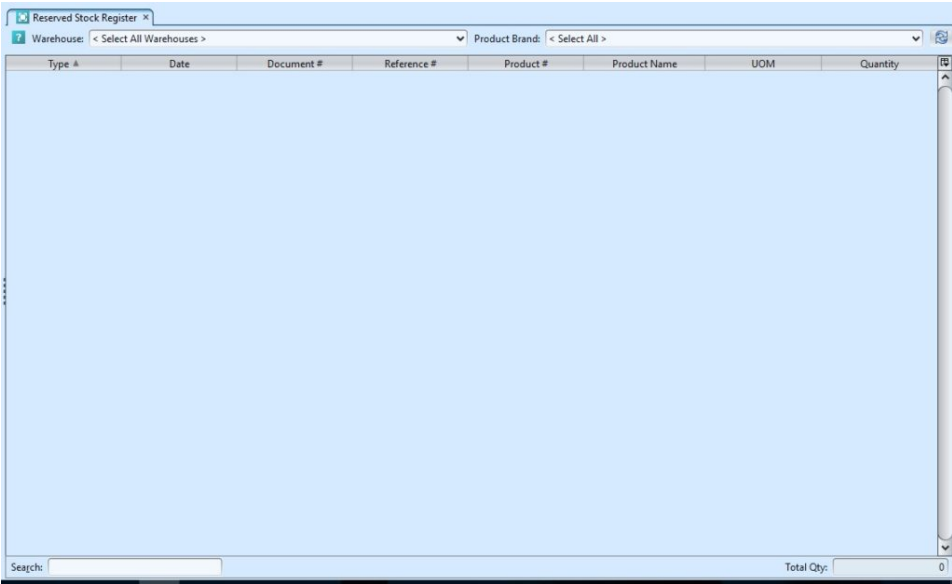 Reserved Stock Register
Warehouse: < Select All Warehouses > Product Brand: < Select All >
Type Date Document # Reference # Product # Product Name UOM Quantity
Search: Total Qty: 0